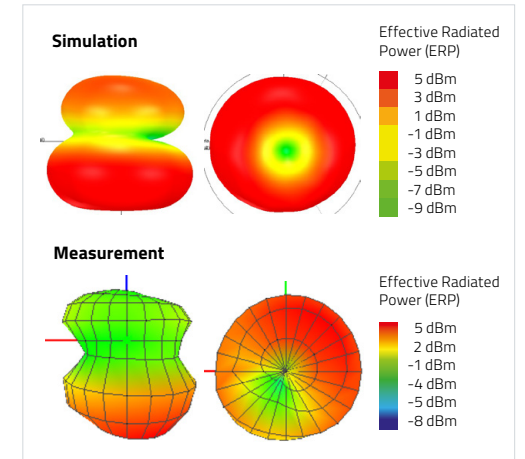 Simulation
Effective Radiated
Power (ERP)
5 dBm
3 dBm
1 dBm
-1 dBm
-3 dBm
-5 dBm
-7 dBm
-9 dBm
Measurement
Effective Radiated
Power (ERP)
5 dBm
2 dBm
-1 dBm
-4 dBm
-5 dBm
-8 dBm